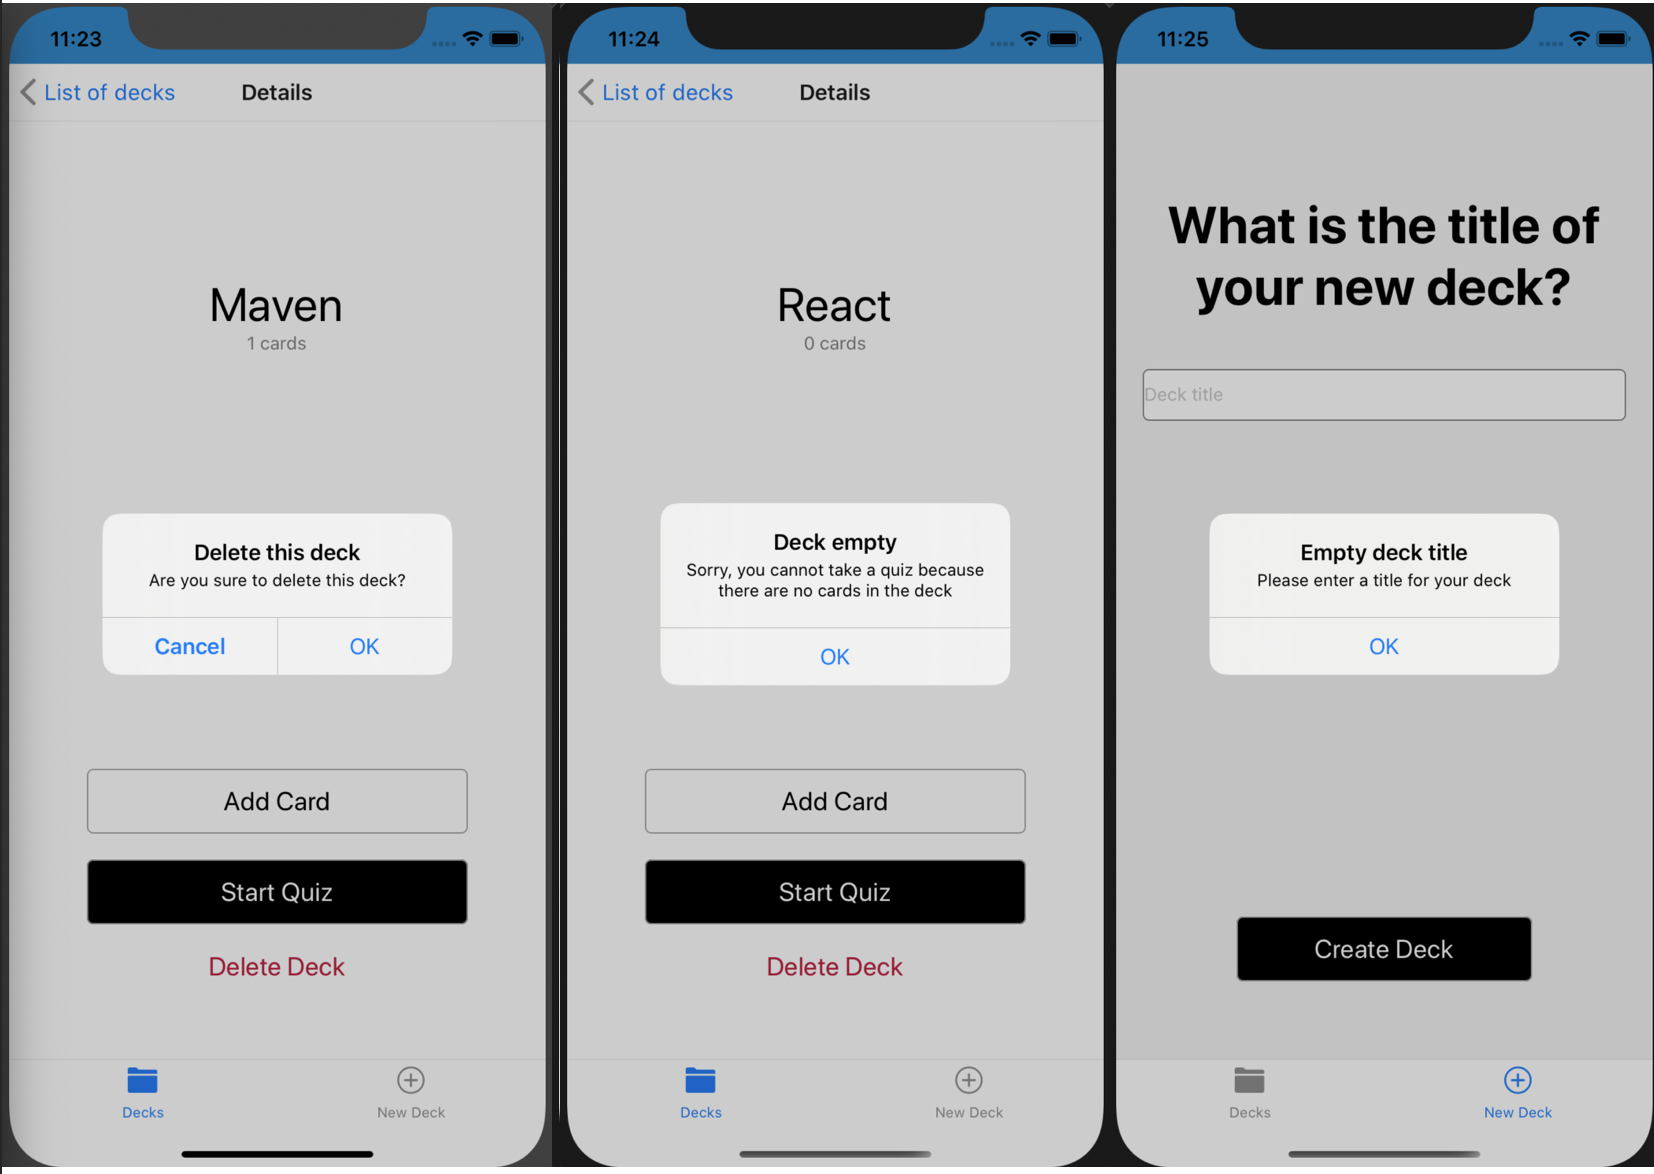 11:23
List of decks Details
Maven
1 cards
Delete this deck
Are you sure to delete this deck?
Cancel OK
Add Card
Start Quiz
Delete Deck
Decks New Deck
11:24
List of decks Details
React
0 cards
Deck empty
Sorry, you cannot take a quiz because
there are no cards in the deck
OK
Add Card
Start Quiz
Delete Deck
Decks New Deck
11:25
What is the title of
your new deck?
Deck title
Empty deck title
Please enter a title for your deck
OK
Create Deck
Decks New Deck